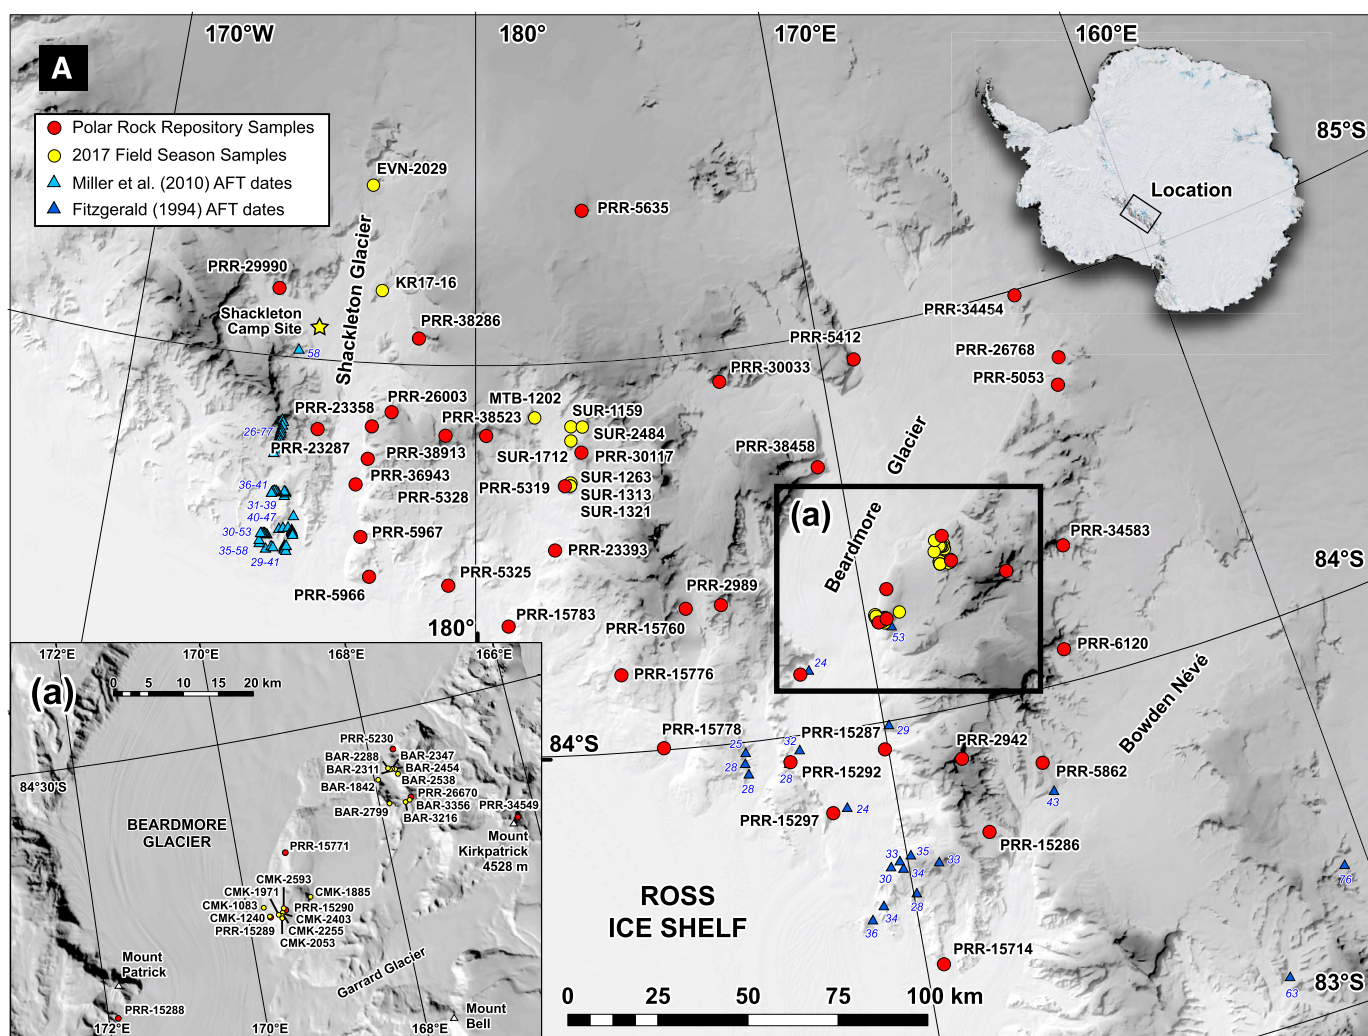 170°W
180°
170°E
160°E
A
85°S
Polar Rock Repository Samples
2017 Field Season Samples
Miller et al. (2010) AFT dates
Fitzgerald (1994) AFT dates
Location
EVN-2029
PRR-5635
Shackleton Glacier
PRR-29990
KR17-16
PRR-34454
Shackleton
Camp Site
PRR-38286
58
PRR-5412
PRR-26768
PRR-30033
PRR-5053
PRR-26003
MTB-1202
PRR-23358
PRR-38523
SUR-1159
26-77
SUR-2484
PRR-23287
PRR-38913
SUR-1712
PRR-30117
PRR-38458
Beardmore Glacier
PRR-36943
36-41
PRR-5328
PRR-5319
SUR-1263
SUR-1313
SUR-1321
31-39
40-47
30-53
35-58
29-41
(a)
PRR-5967
PRR-34583
PRR-23393
84°S
PRR-5325
PRR-2989
PRR-5966
PRR-15783
180°
PRR-15760
53
PRR-6120
24
PRR-15776
Bowden Névé
PRR-15778
84°S
25
32
PRR-15287
29
PRR-2942
28
28
28
PRR-15292
PRR-5862
43
PRR-15297
24
PRR-15286
33
35
33
30
34
28
34
36
76
ROSS
ICE SHELF
PRR-15714
63
83°S
0
25
50
75
100 km
172°E
170°E
168°E
166°E
(a)
0
5
10
15
20 km
PRR-5230
BAR-2288
BAR-2347
BAR-2311
BAR-2454
BAR-2538
BAR-1842
PRR-26670
BAR-2799
BAR-3356
BAR-3216
PRR-34549
84°30'S
Mount
Kirkpatrick
4528 m
BEARDMORE
GLACIER
PRR-15771
CMK-2593
CMK-1971
CMK-1885
CMK-1083
PRR-15290
CMK-1240
CMK-2403
PRR-15289
CMK-2255
CMK-2053
Mount
Patrick
Garrard Glacier
PRR-15288
Mount
Bell
172°E
170°E
168°E